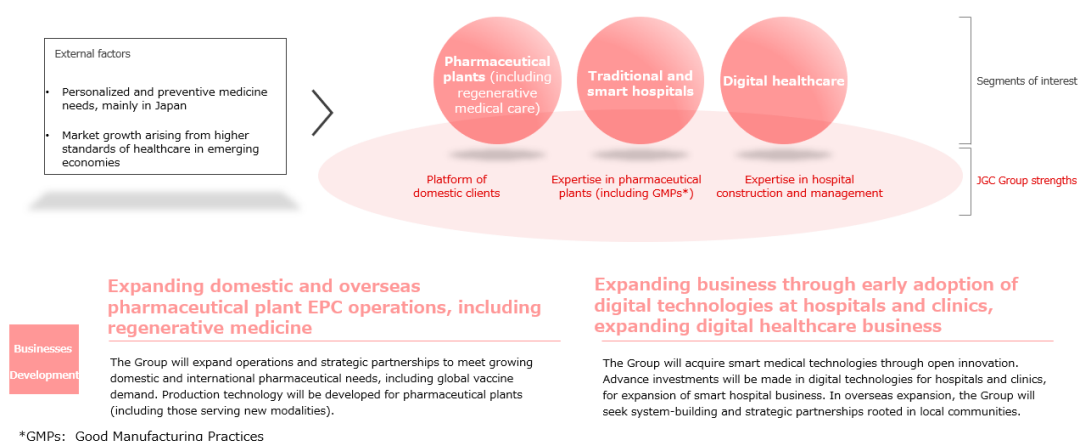 External factors
• Personalized and preventive medicine
needs, mainly in Japan
• Market growth arising from higher
standards of healthcare in emerging
economies
Pharmaceutical
plants (including
regenerative
medical care)
Traditional and
smart hospitals
Digital healthcare
Segments of interest
Platform of
domestic clients
Expertise in pharmaceutical
plants (including GMPs*)
Expertise in hospital
construction and management
JGC Group strengths
Businesses
Development
Expanding domestic and overseas
pharmaceutical plant EPC operations, including
regenerative medicine
The Group will expand operations and strategic partnerships to meet growing
domestic and international pharmaceutical needs, including global vaccine
demand. Production technology will be developed for pharmaceutical plants
(including those serving new modalities).
Expanding business through early adoption of
digital technologies at hospitals and clinics,
expanding digital healthcare business
The Group will acquire smart medical technologies through open innovation.
Advance investments will be made in digital technologies for hospitals and clinics,
for expansion of smart hospital business. In overseas expansion, the Group will
seek system-building and strategic partnerships rooted in local communities.
*GMPs: Good Manufacturing Practices